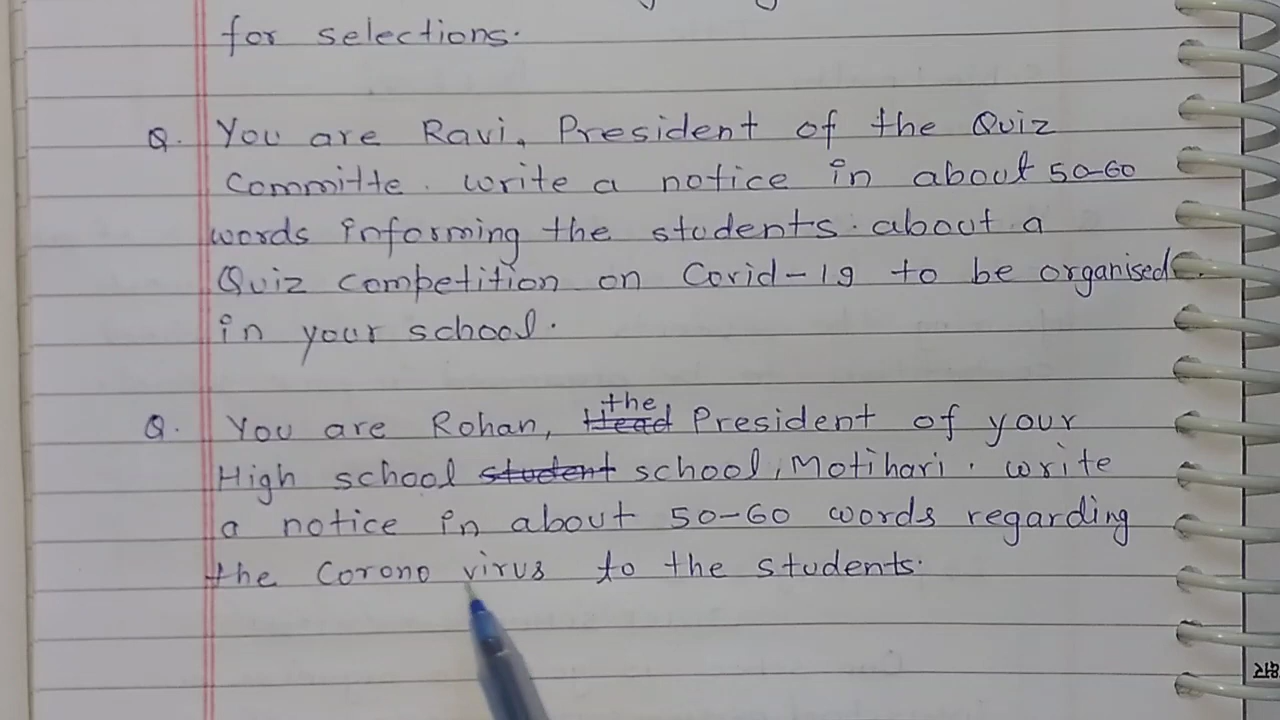 for selections.
Q. You are Ravi, President of the Quiz
Committe. write a notice in about 50-60
words informing the students. about a
Quiz competition on Covid-19 to be organised.
in your school.
the
Q. You are Rohan, Head President of your
High school student school, Motihari. write
a notice in about 50-60 words regarding
the Corono virus to the students.